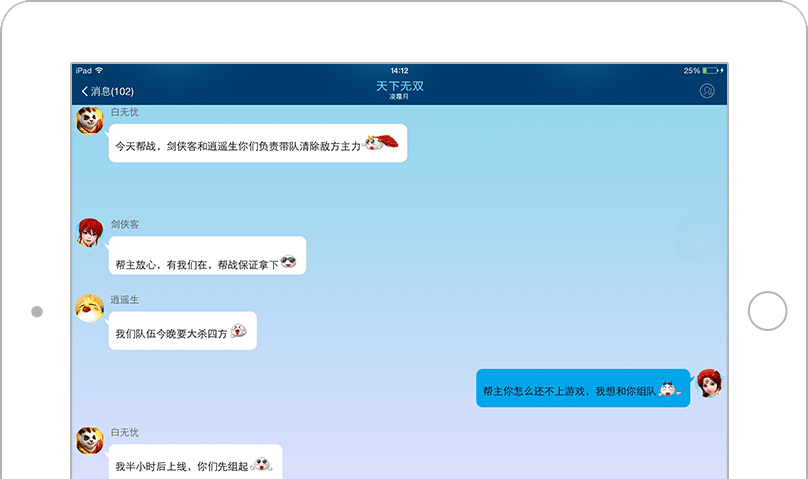 iPad 14:12 25%
消息(102) 天下无双
凌霜月
白无忧
今天帮战，剑侠客和逍遥生你们负责带队清除敌方主力
剑侠客
帮主放心，有我们在，帮战保证拿下
逍遥生
我们队伍今晚要大杀四方
帮主你怎么还不上游戏，我想和你组队
白无忧
我半小时后上线，你们先组起